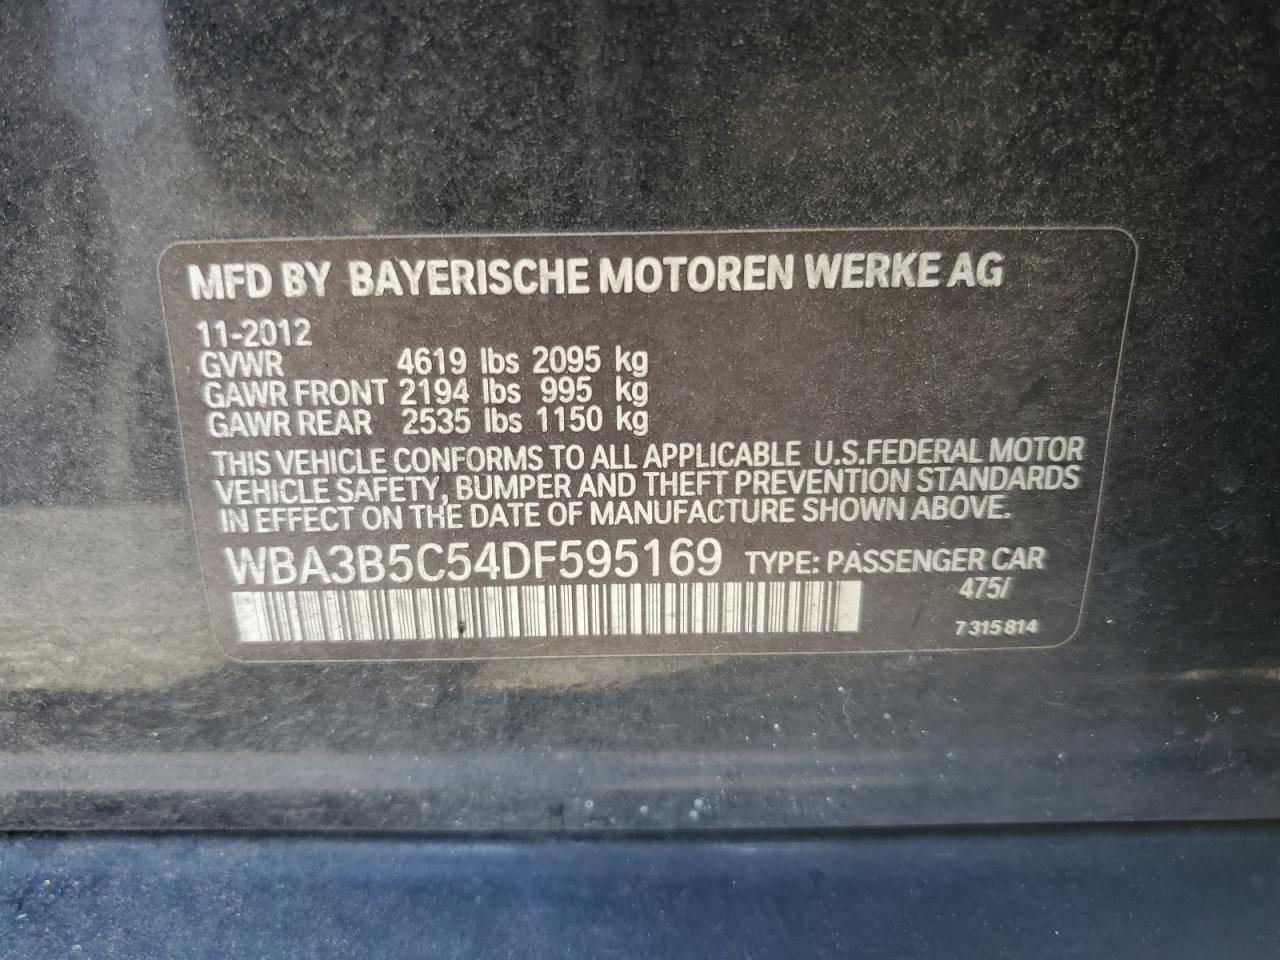 MFD BY BAYERISCHE MOTOREN WERKE AG
11-2012
GVWR 4619 lbs 2095 kg
GAWR FRONT 2194 lbs 995 kg
GAWR REAR 2535 lbs 1150 kg
THIS VEHICLE CONFORMS TO ALL APPLICABLE U.S.FEDERAL MOTOR
VEHICLE SAFETY, BUMPER AND THEFT PREVENTION STANDARDS
IN EFFECT ON THE DATE OF MANUFACTURE SHOWN ABOVE.
WBA3B5C54DF595169 TYPE: PASSENGER CAR
475/
7 315 814